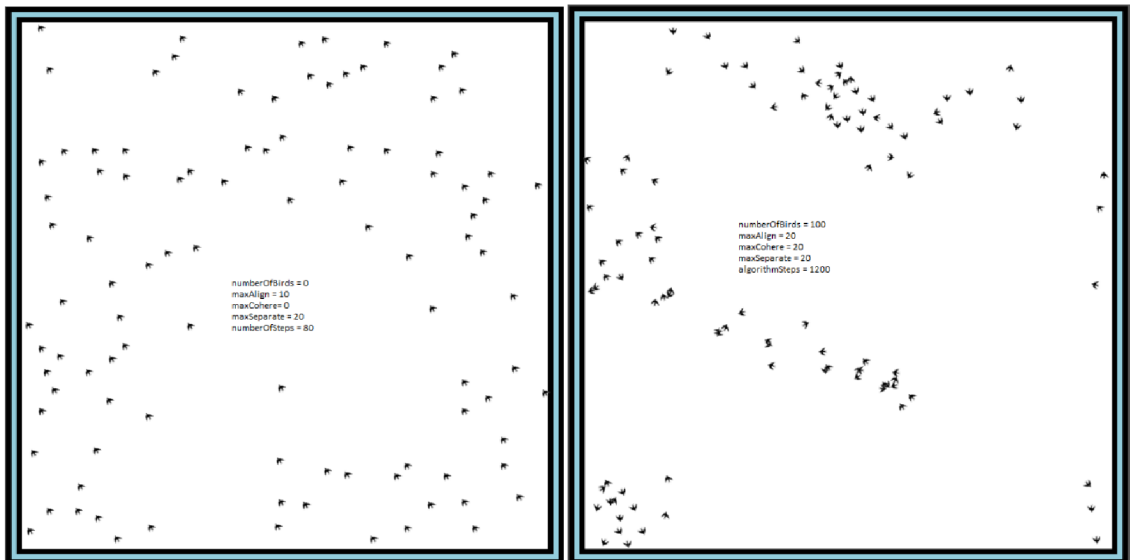 numberOfBirds = 0
maxAlign = 10
maxCohere= 0
maxSeparate = 20
numberOfSteps = 80
numberOfBirds = 100
maxAlign = 20
maxCohere = 20
maxSeparate = 20
algorithmSteps = 1200